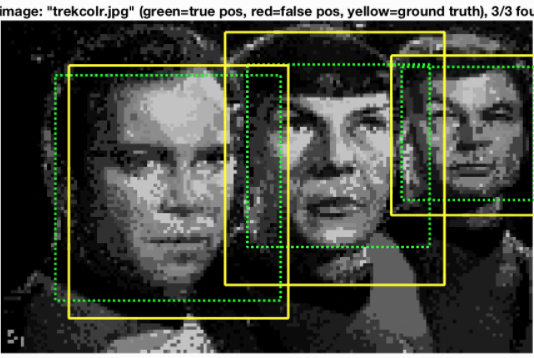 image: "trekcolr.jpg" (green=true pos, red=false pos, yellow=ground truth), 3/3 fou